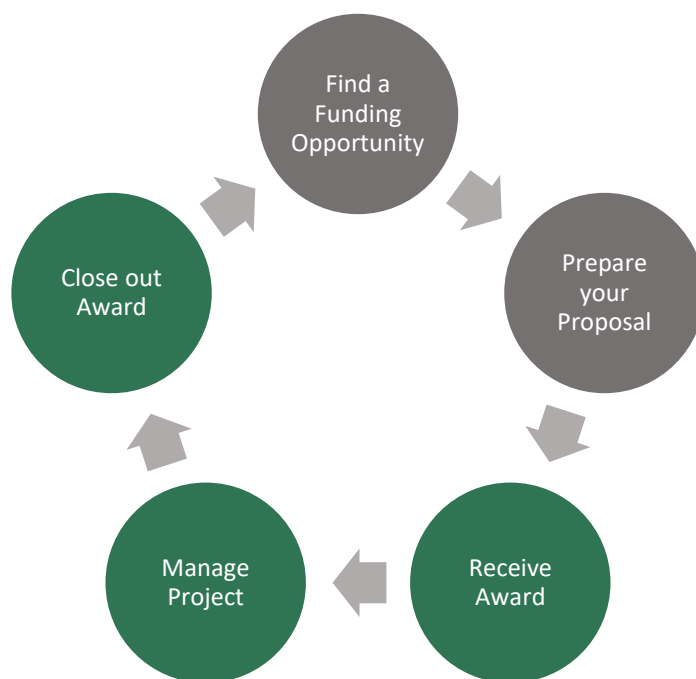 Find a
Funding
Opportunity
Prepare
your
Proposal
Receive
Award
Manage
Project
Close out
Award